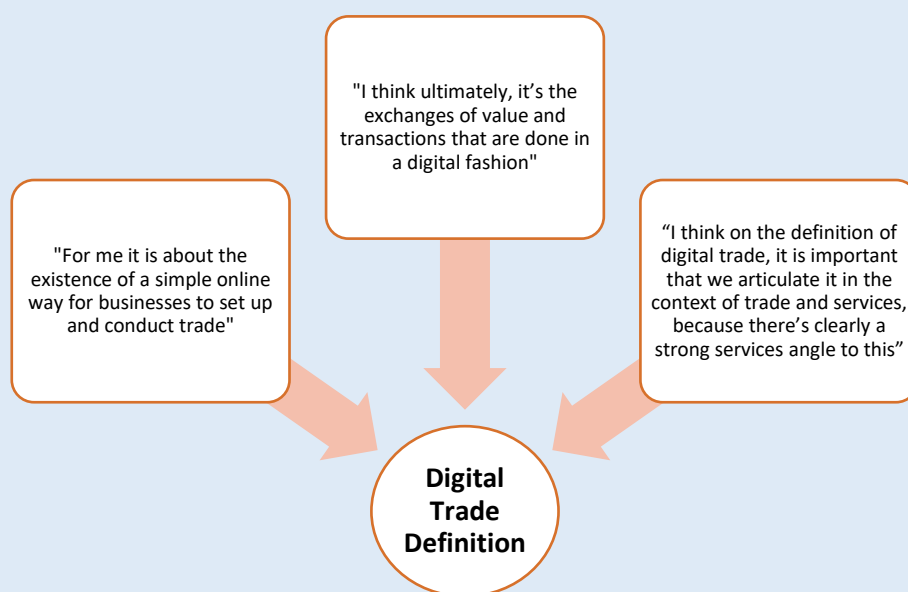 "I think ultimately, it’s the
exchanges of value and
transactions that are done in
a digital fashion"
"For me it is about the
existence of a simple online
way for businesses to set up
and conduct trade"
“I think on the definition of
digital trade, it is important
that we articulate it in the
context of trade and services,
because there’s clearly a
strong services angle to this”
Digital
Trade
Definition